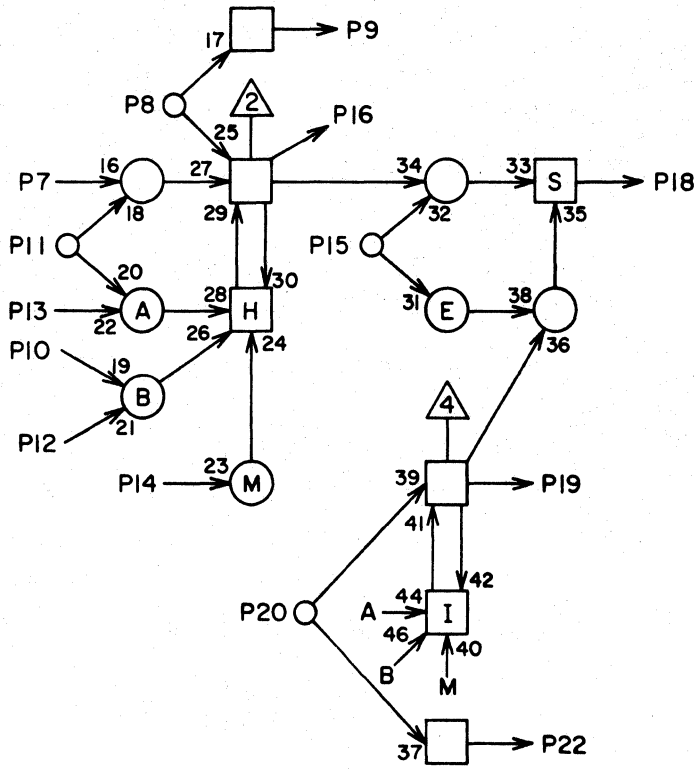 17 P9
P8 2
25 P16
P7 16 27 34 33 S P18
18 29 32 35
P11 P15
20 30
P13 22 A 28 H 31 E 38
P10 26 24 36
19
B
P12 21
4
P14 23 M 39 P19
41
42
P20 A 44 I
46 40
B M
37 P22